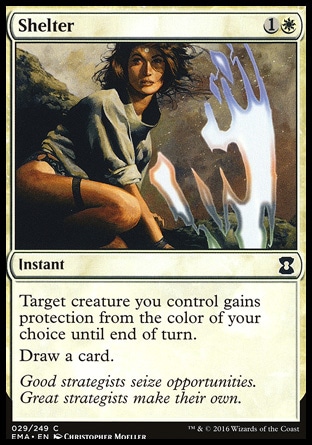 Shelter 1
Instant
Target creature you control gains
protection from the color of your
choice until end of turn.
Draw a card.
Good strategists seize opportunities.
Great strategists make their own.
029/249 C
EMA • EN Christopher Moeller ™ & © 2016 Wizards of the Coast